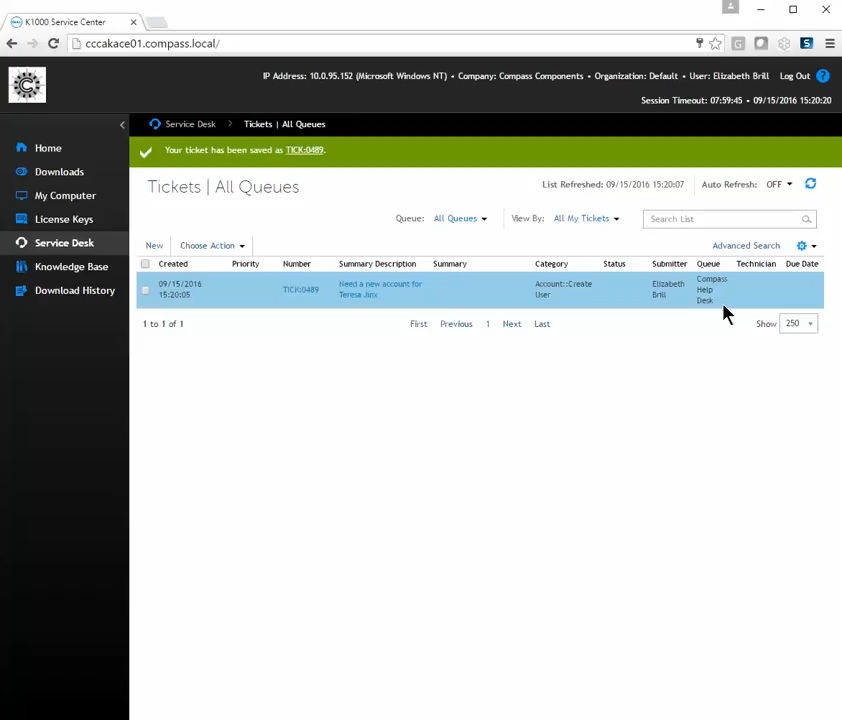 K1000 Service Center
cccakace01.compass.local/
IP Address: 10.0.95.152 (Microsoft Windows NT) • Company: Compass Components • Organization: Default • User: Elizabeth Brill Log Out ?
Session Timeout: 07:59:45 • 09/15/2016 15:20:20
Home
Downloads
My Computer
License Keys
Service Desk
Knowledge Base
Download History
Service Desk Tickets | All Queues
Your ticket has been saved as TICK:0489.
Tickets | All Queues
List Refreshed: 09/15/2016 15:20:07 Auto Refresh: OFF
Queue: All Queues View By: All My Tickets Search List
New Choose Action Advanced Search
Created Priority Number Summary Description Summary Category Status Submitter Queue Technician Due Date
09/15/2016 15:20:05 TICK:0489 Need a new account for Teresa Jinx Account::Create User Elizabeth Brill Compass Help Desk
1 to 1 of 1 First Previous 1 Next Last Show 250